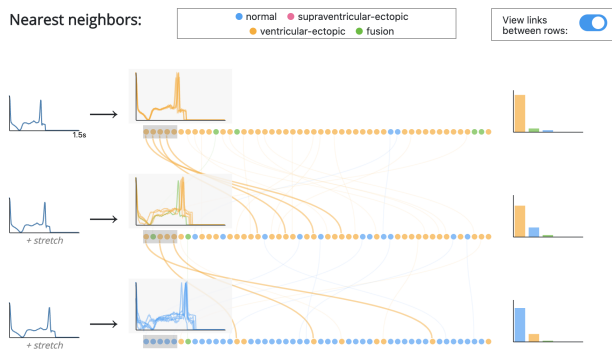 Nearest neighbors:
normal supraventricular-ectopic
ventricular-ectopic fusion
View links
between rows:
1.5s
+ stretch
+ stretch